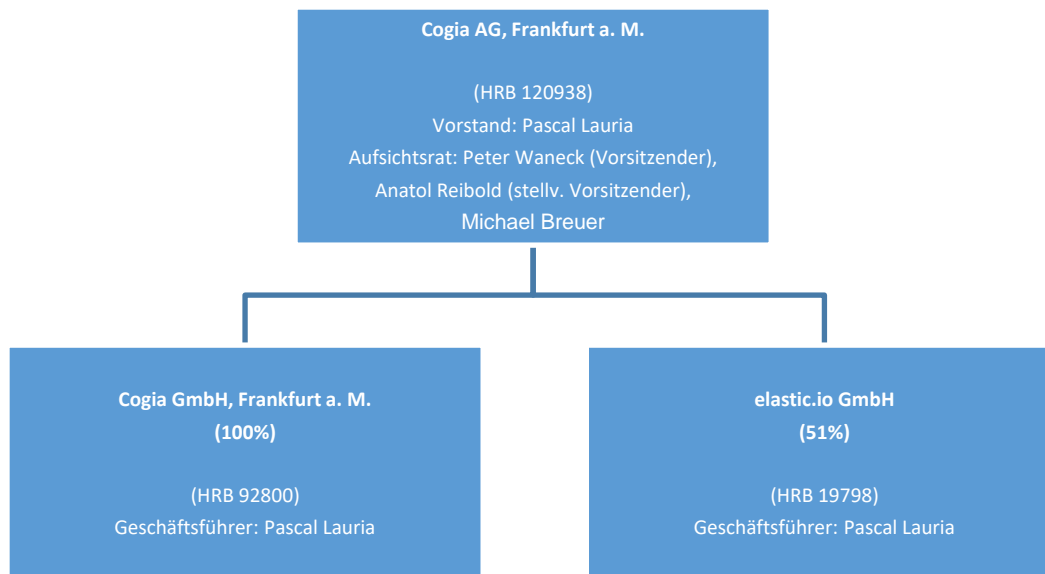 Cogia AG, Frankfurt a. M.
(HRB 120938)
Vorstand: Pascal Lauria
Aufsichtsrat: Peter Waneck (Vorsitzender),
Anatol Reibold (stellv. Vorsitzender),
Michael Breuer
Cogia GmbH, Frankfurt a. M.
(100%)
(HRB 92800)
Geschäftsführer: Pascal Lauria
elastic.io GmbH
(51%)
(HRB 19798)
Geschäftsführer: Pascal Lauria